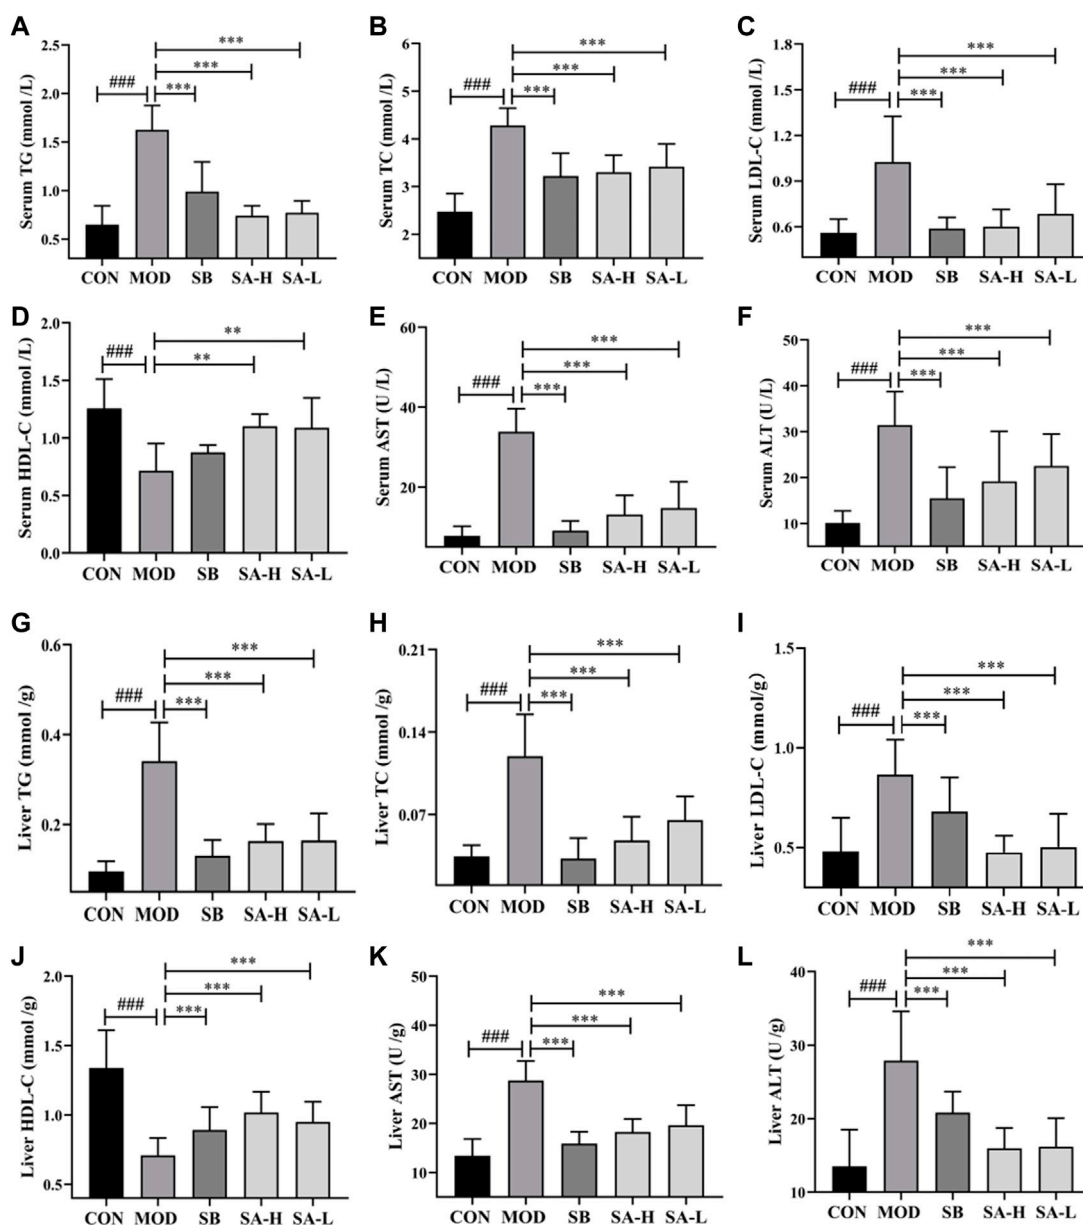 A
Serum TG (mmol /L)
2.5
2.0
1.5
1.0
0.5
***
***
###
***
CON MOD SB SA-H SA-L
B
Serum TC (mmol /L)
6
5
4
3
2
***
***
###
***
CON MOD SB SA-H SA-L
C
Serum LDL-C (mmol /L)
1.8
1.5
1.2
0.9
0.6
***
***
###
***
CON MOD SB SA-H SA-L
D
Serum HDL-C (mmol /L)
2.0
1.5
1.0
0.5
0.0
**
###
**
CON MOD SB SA-H SA-L
E
Serum AST (U /L)
60
40
20
***
***
###
***
CON MOD SB SA-H SA-L
F
Serum ALT (U /L)
50
40
30
20
10
***
***
###
***
CON MOD SB SA-H SA-L
G
Liver TG (mmol /g)
0.6
0.4
0.2
***
***
###
***
CON MOD SB SA-H SA-L
H
Liver TC (mmol /g)
0.21
0.14
0.07
***
***
###
***
CON MOD SB SA-H SA-L
I
Liver LDL-C (mmol/g)
1.5
1.0
0.5
***
***
###
***
CON MOD SB SA-H SA-L
J
Liver HDL-C (mmol /g)
2.0
1.5
1.0
0.5
***
***
###
***
CON MOD SB SA-H SA-L
K
Liver AST (U /g)
50
40
30
20
10
***
***
###
***
CON MOD SB SA-H SA-L
L
Liver ALT (U /g)
40
30
20
10
***
***
###
***
CON MOD SB SA-H SA-L